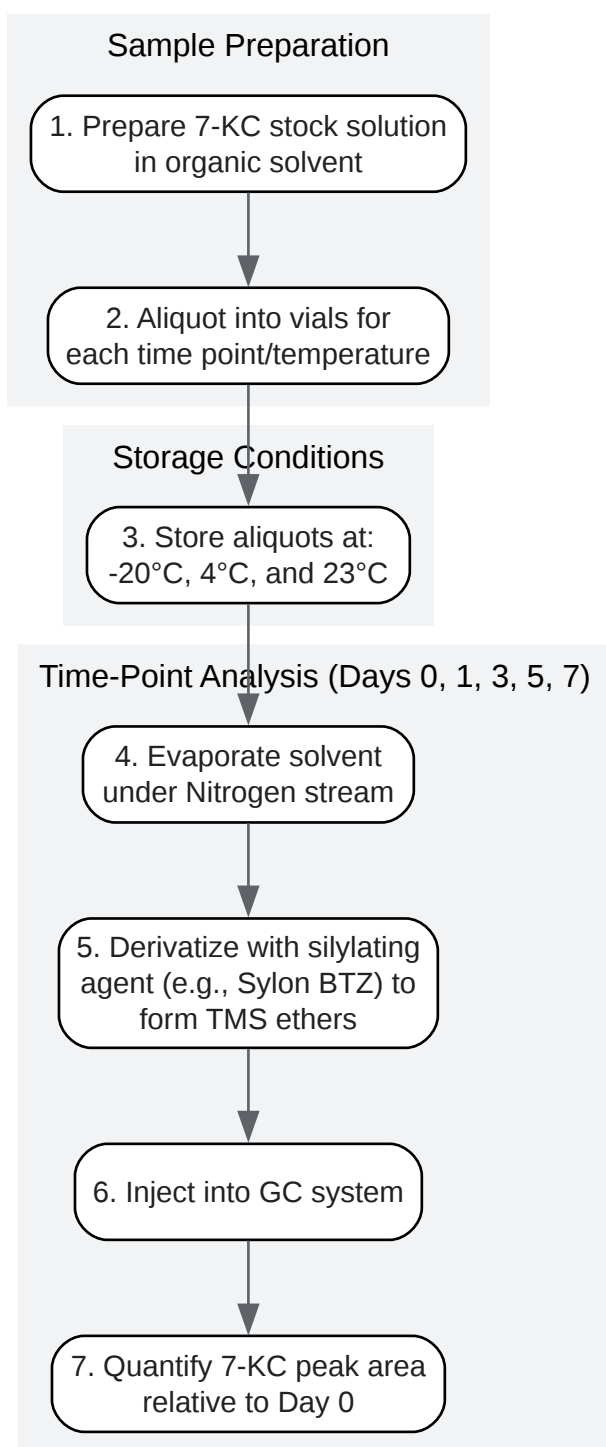 Sample Preparation
1. Prepare 7-KC stock solution
in organic solvent
2. Aliquot into vials for
each time point/temperature
Storage Conditions
3. Store aliquots at:
-20°C, 4°C, and 23°C
Time-Point Analysis (Days 0, 1, 3, 5, 7)
4. Evaporate solvent
under Nitrogen stream
5. Derivatize with silylating
agent (e.g., Sylon BTZ) to
form TMS ethers
6. Inject into GC system
7. Quantify 7-KC peak area
relative to Day 0